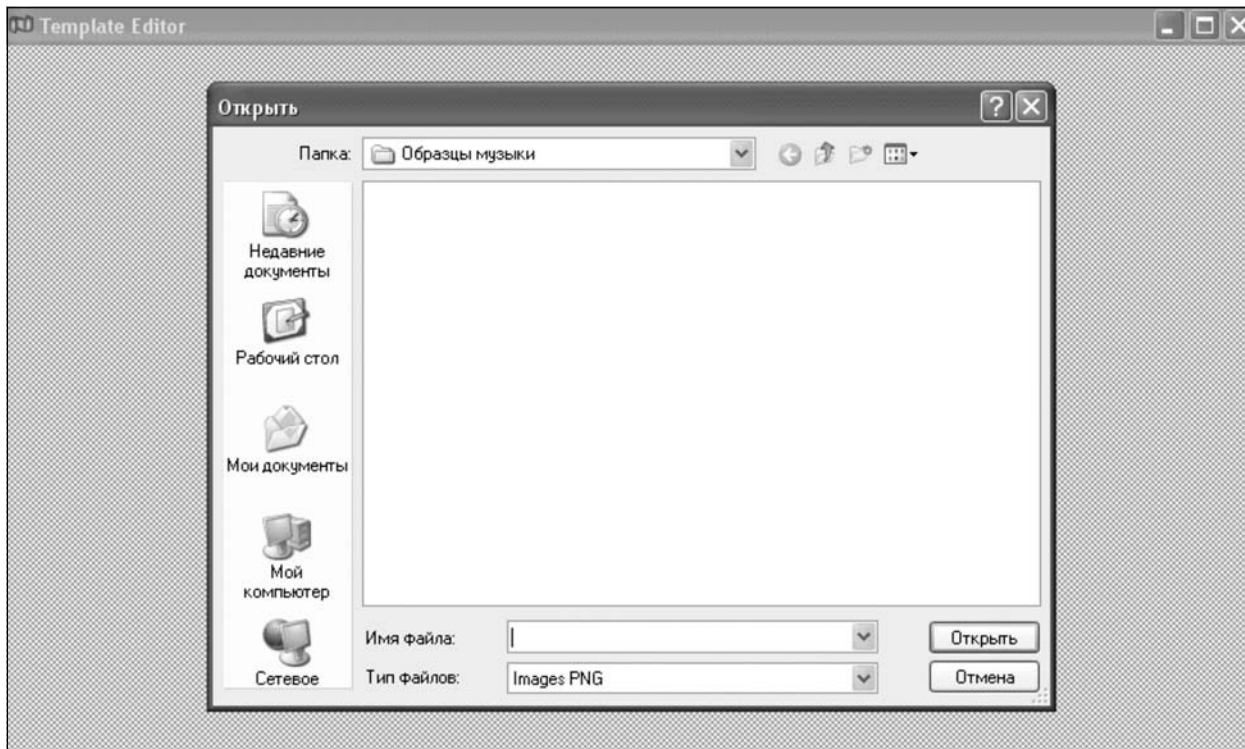 Template Editor
Открыть
Папка:
Образцы музыки
Недавние
документы
Рабочий стол
Мои документы
Мой
компьютер
Сетевое
Имя файла:
Открыть
Тип файлов:
Images PNG
Отмена